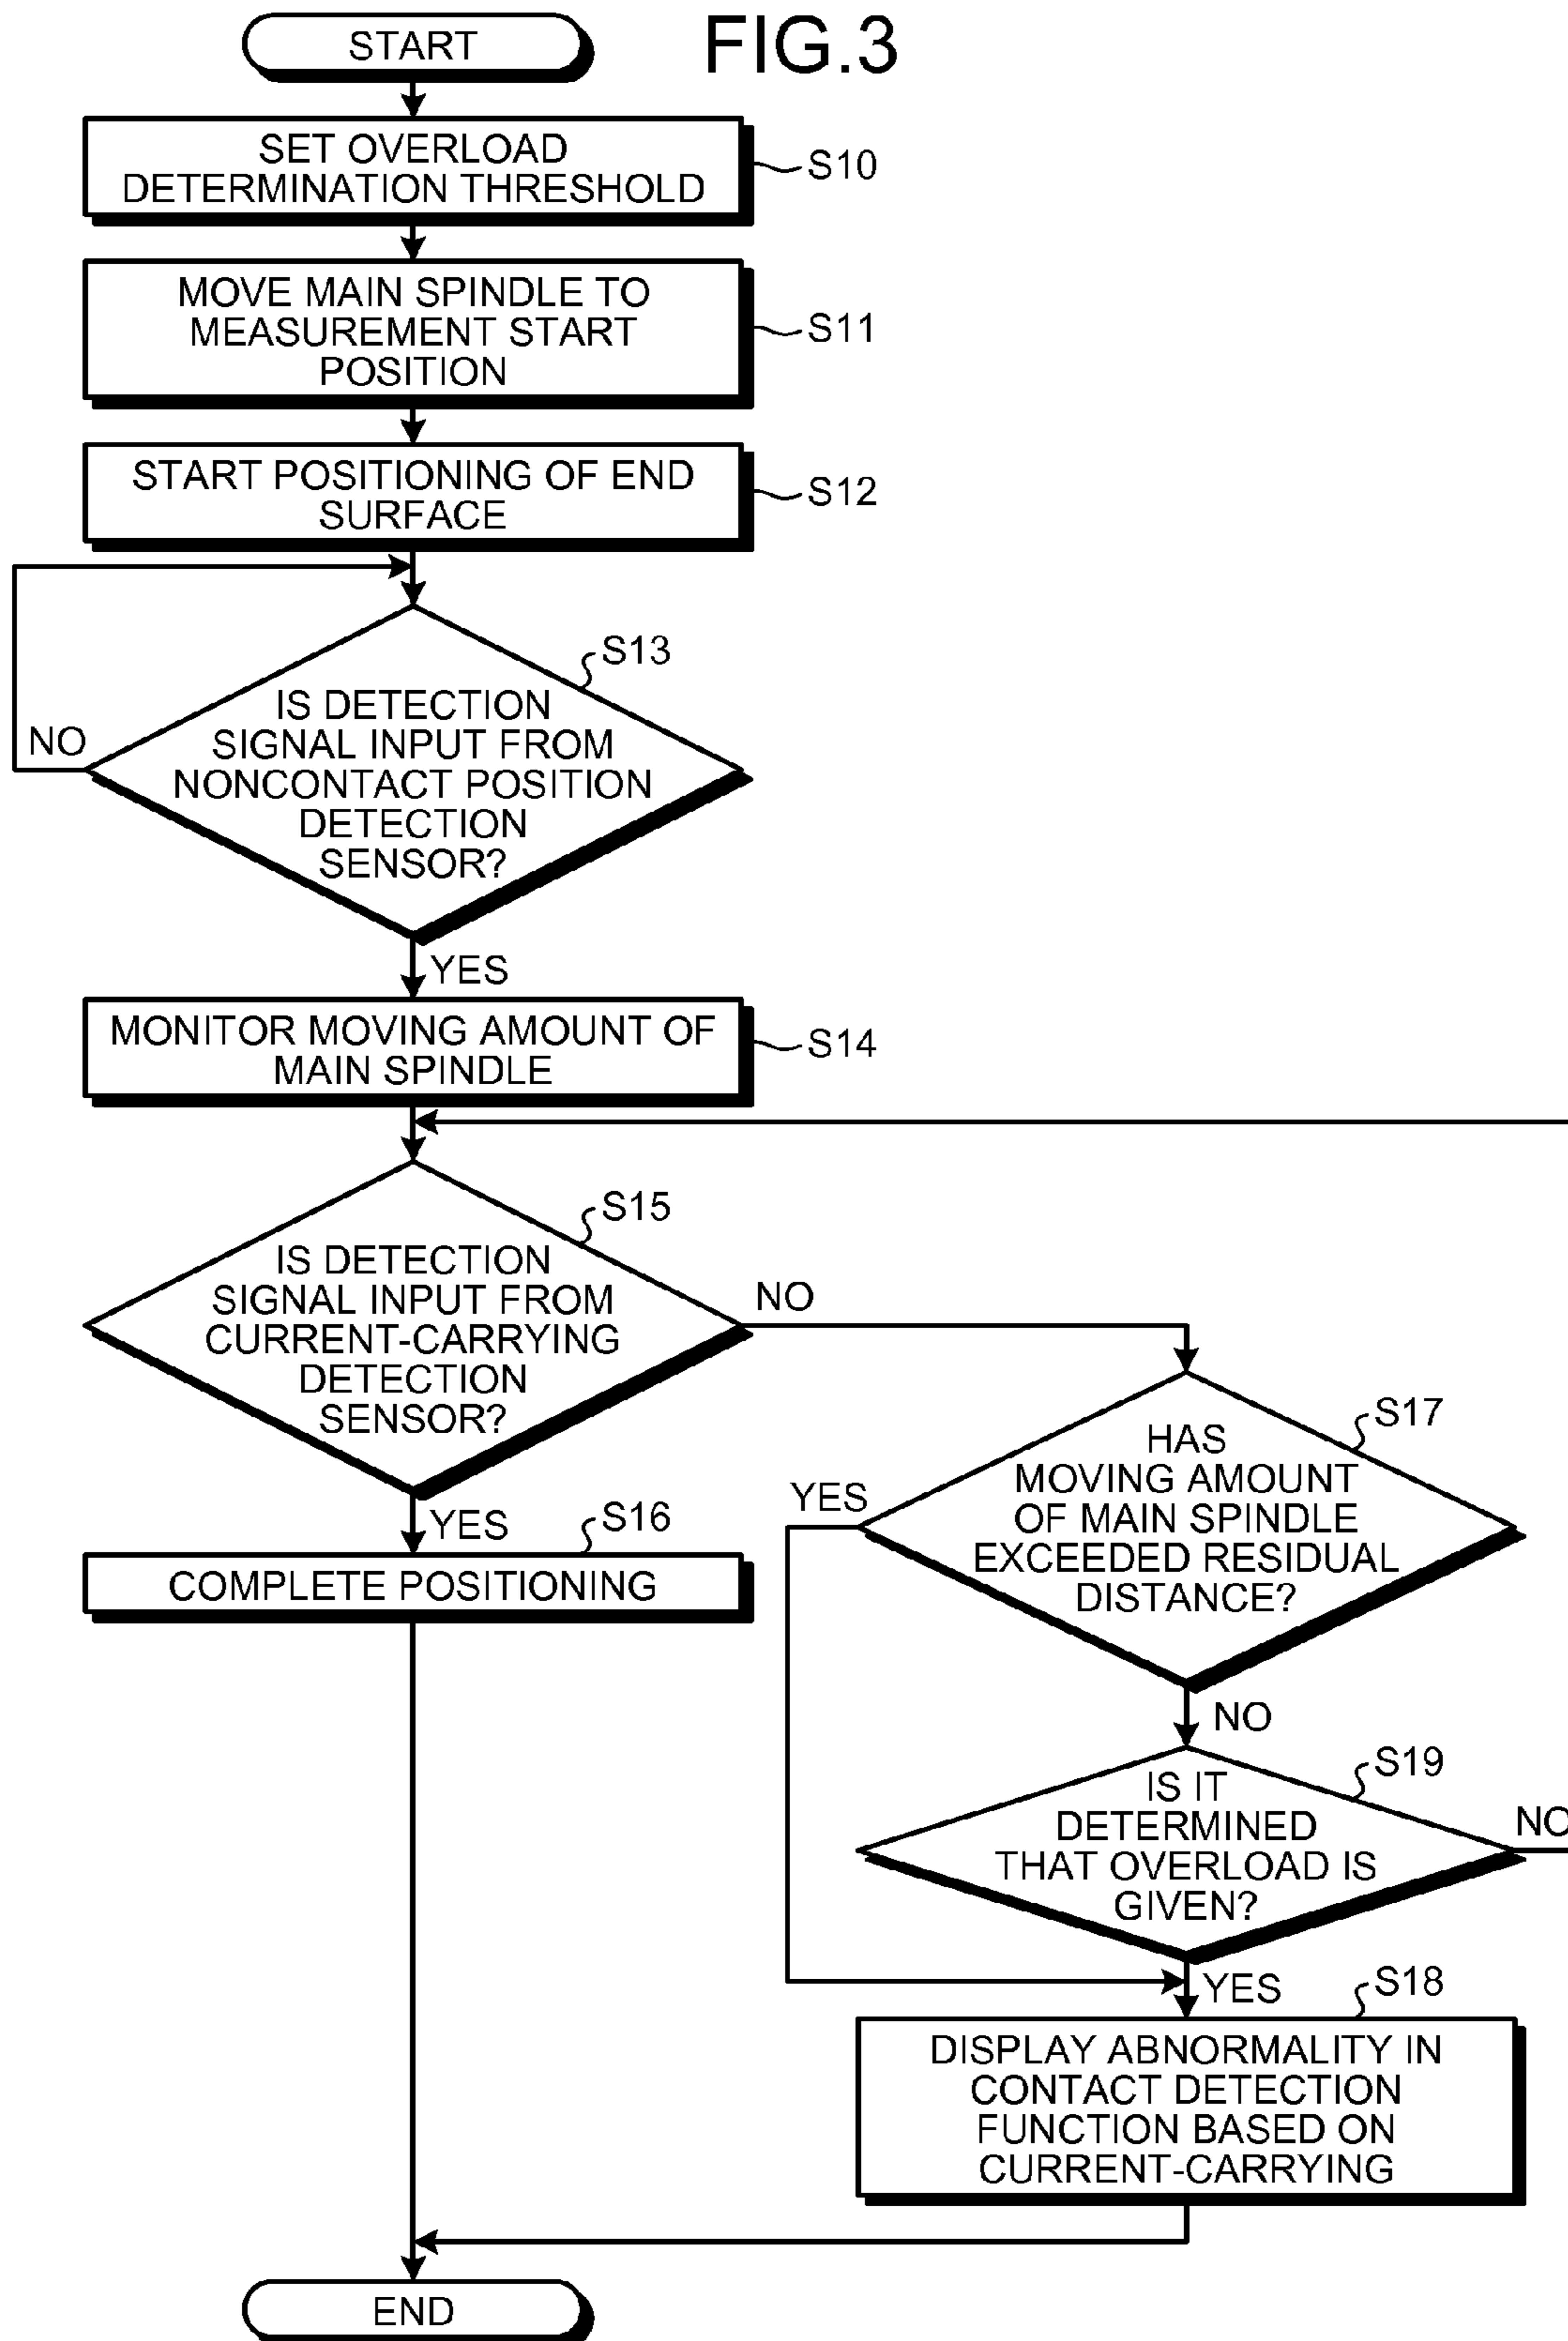 FIG.3
START
SET OVERLOAD
DETERMINATION THRESHOLD
S10
MOVE MAIN SPINDLE TO
MEASUREMENT START
POSITION
S11
START POSITIONING OF END
SURFACE
S12
S13
IS DETECTION
SIGNAL INPUT FROM
NONCONTACT POSITION
DETECTION
SENSOR?
NO
YES
MONITOR MOVING AMOUNT OF
MAIN SPINDLE
S14
S15
IS DETECTION
SIGNAL INPUT FROM
CURRENT-CARRYING
DETECTION
SENSOR?
NO
YES
S16
COMPLETE POSITIONING
S17
HAS
MOVING AMOUNT
OF MAIN SPINDLE
EXCEEDED RESIDUAL
DISTANCE?
YES
NO
S19
IS IT
DETERMINED
THAT OVERLOAD IS
GIVEN?
NO
YES
S18
DISPLAY ABNORMALITY IN
CONTACT DETECTION
FUNCTION BASED ON
CURRENT-CARRYING
END